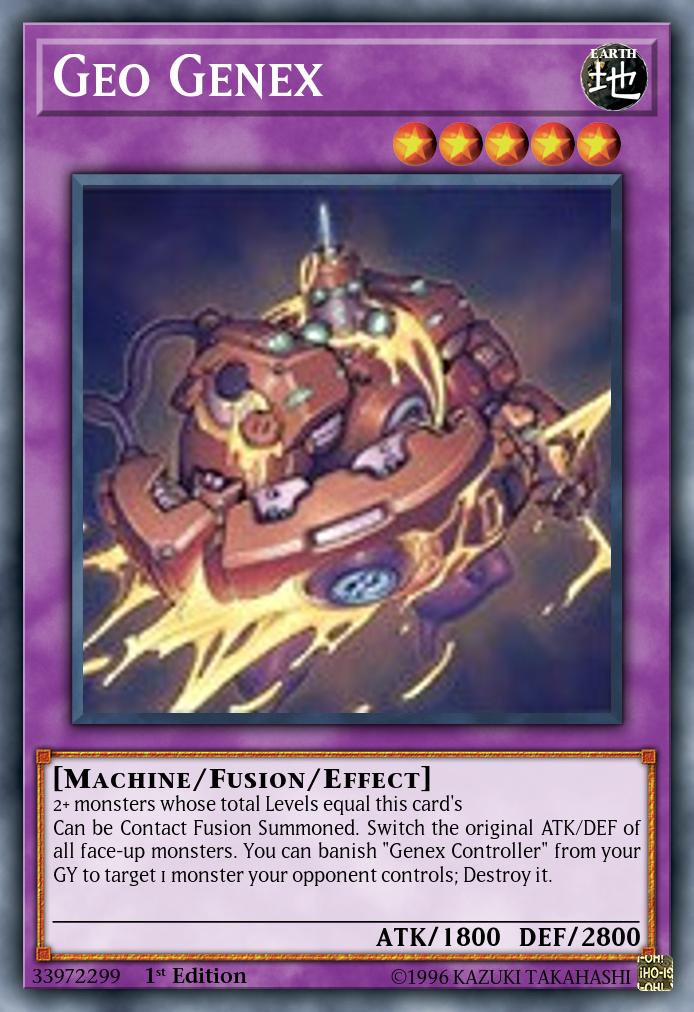 Geo Genex
EARTH
地
[Machine/Fusion/Effect]
2+ monsters whose total Levels equal this card's
Can be Contact Fusion Summoned. Switch the original ATK/DEF of
all face-up monsters. You can banish "Genex Controller" from your
GY to target 1 monster your opponent controls; Destroy it.
ATK/1800 DEF/2800
33972299 1st Edition ©1996 KAZUKI TAKAHASHI